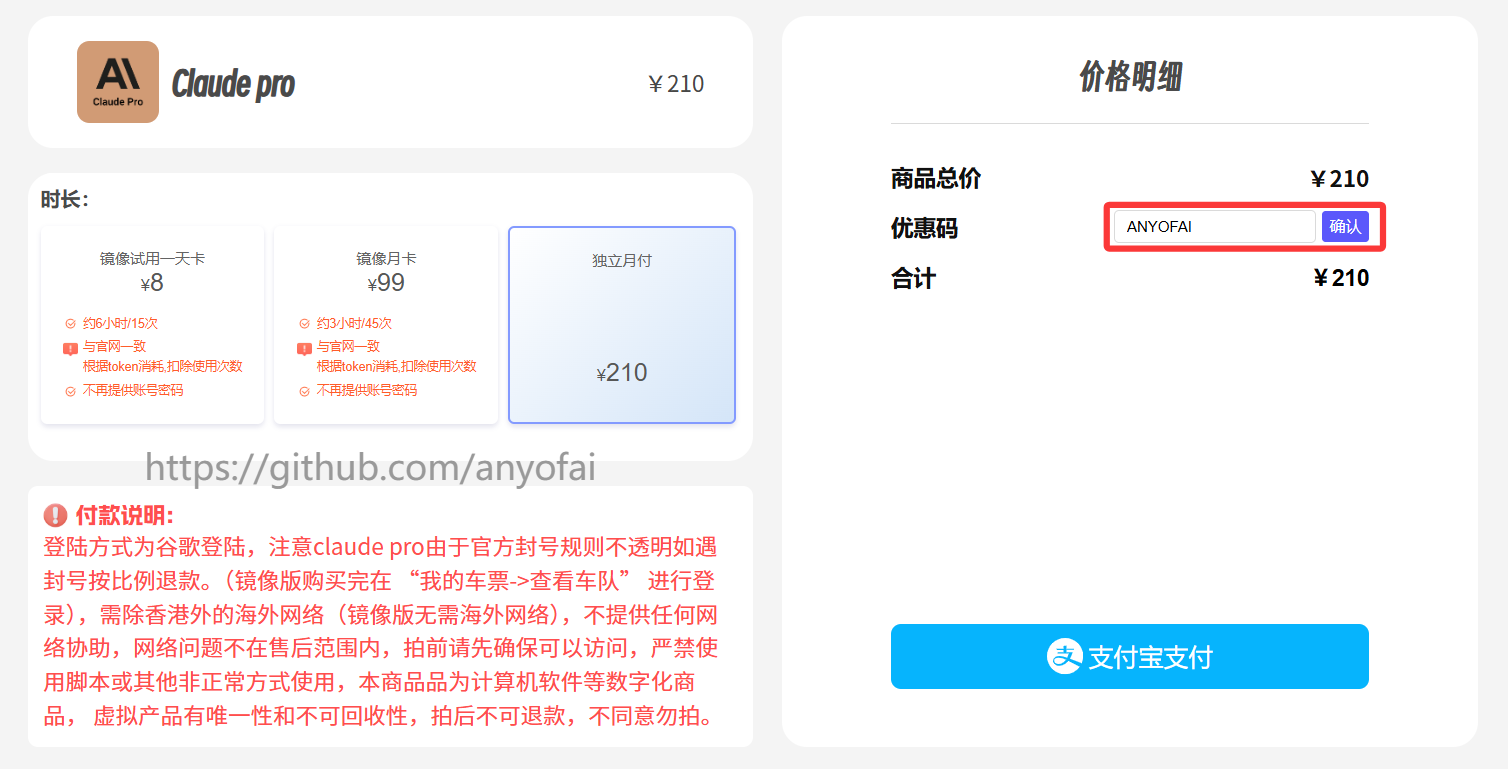 Claude Pro
Claude pro
￥210
时长：
镜像试用一天卡
¥8
约6小时/15次
与官网一致
根据token消耗,扣除使用次数
不再提供账号密码
镜像月卡
¥99
约3小时/45次
与官网一致
根据token消耗,扣除使用次数
不再提供账号密码
独立月付
¥210
https://github.com/anyofai
付款说明:
登陆方式为谷歌登陆，注意claude pro由于官方封号规则不透明如遇
封号按比例退款。（镜像版购买完在 “我的车票->查看车队” 进行登
录），需除香港外的海外网络（镜像版无需海外网络），不提供任何网
络协助，网络问题不在售后范围内，拍前请先确保可以访问，严禁使
用脚本或其他非正常方式使用，本商品品为计算机软件等数字化商
品， 虚拟产品有唯一性和不可回收性，拍后不可退款，不同意勿拍。
价格明细
商品总价
￥210
优惠码
ANYOFAI
确认
合计
￥210
支付宝支付